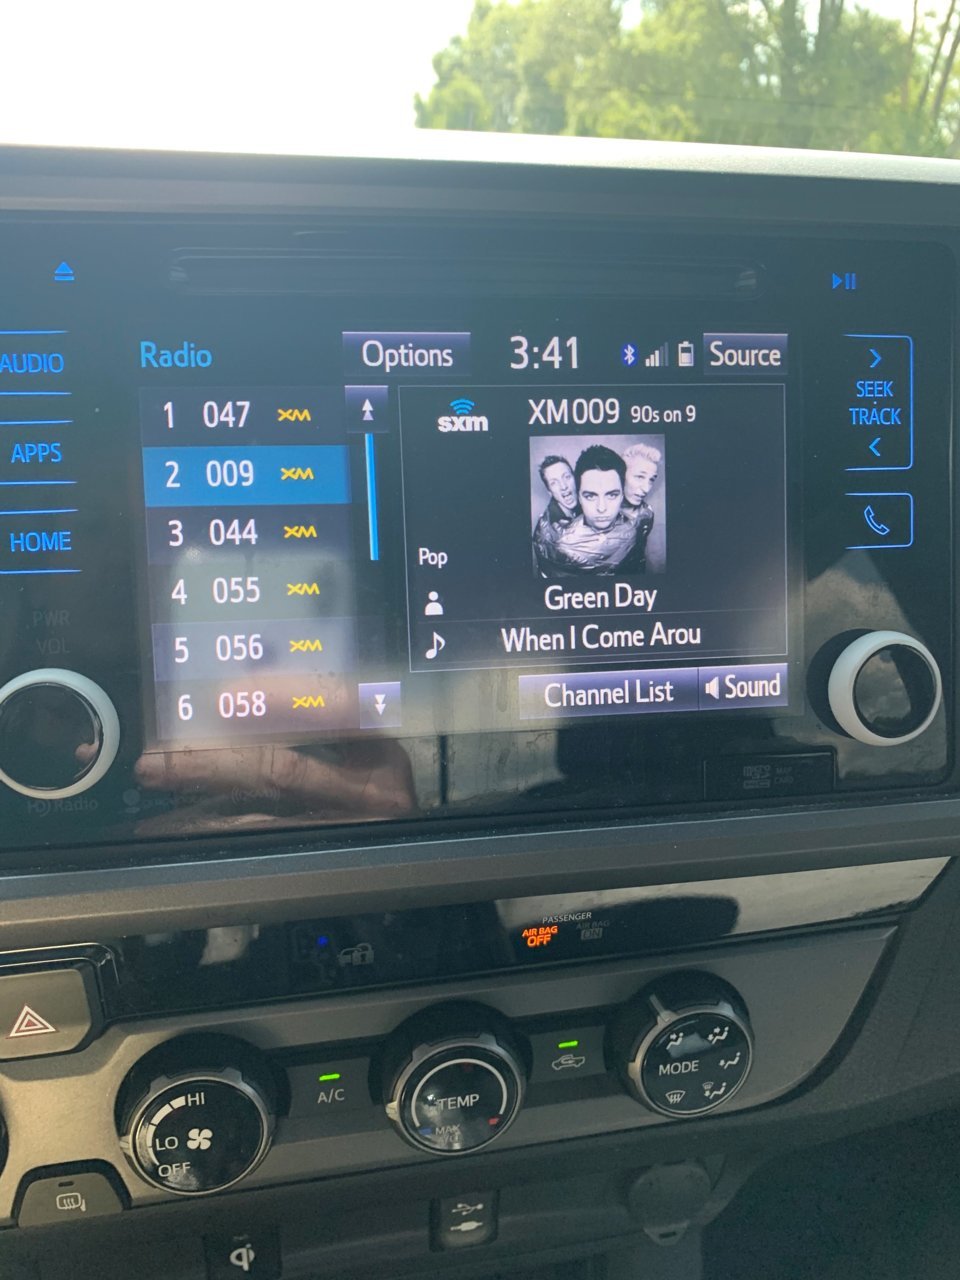 Radio Options 3:41 Source
AUDIO
APPS
HOME
PWR
VOL
1 047 XM
2 009 XM
3 044 XM
4 055 XM
5 056 XM
6 058 XM
sxm XM009 90s on 9
Pop
Green Day
When I Come Arou
Channel List Sound
SEEK
TRACK
HD Radio
MAP
CARD
PASSENGER
AIR BAG
OFF
AIR BAG
ON
HI
LO
OFF
A/C
TEMP
MAX
A/C
MODE